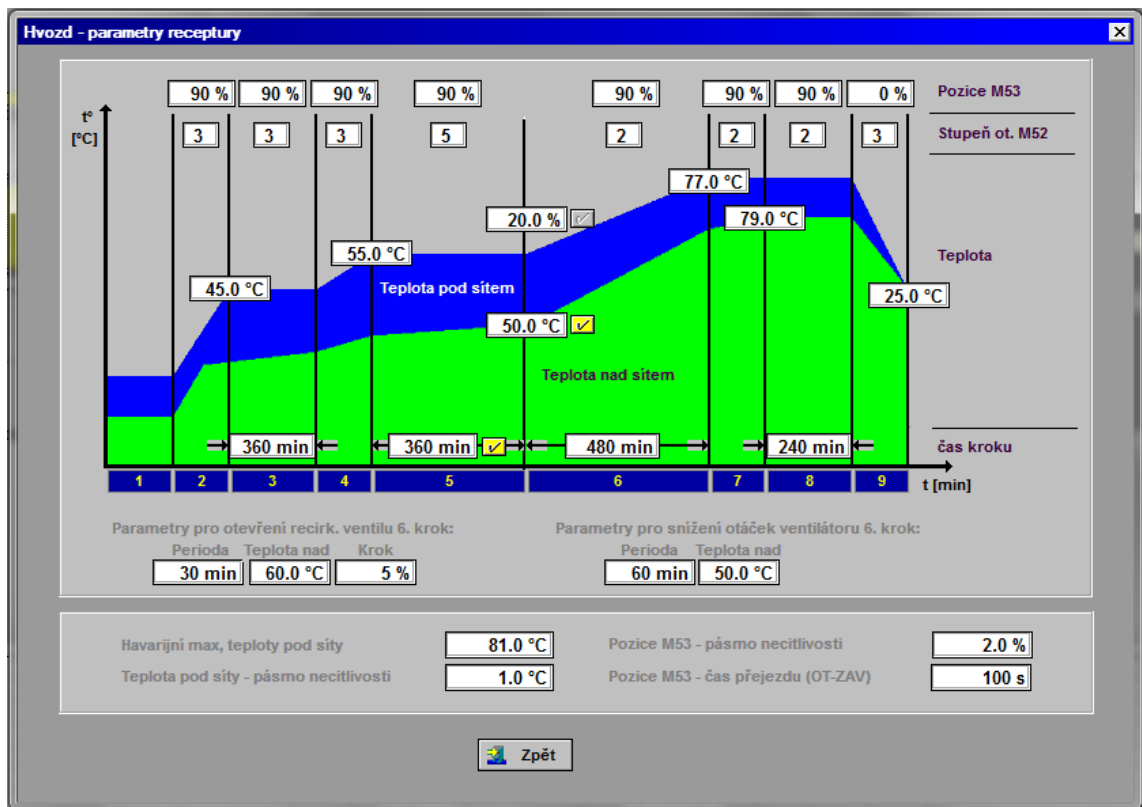 Hvozd - parametry receptury
90 % 90 % 90 % 90 % 90 % 90 % 90 % 0 % Pozice M53
t°
[°C]
3 3 3 5 2 2 2 3 Stupeň ot. M52
77.0 °C
20.0 % 79.0 °C
55.0 °C Teplota
45.0 °C Teplota pod sítem 25.0 °C
50.0 °C
Teplota nad sítem
360 min 360 min 480 min 240 min čas kroku
1 2 3 4 5 6 7 8 9 t [min]
Parametry pro otevření recirk. ventilu 6. krok: Parametry pro snížení otáček ventilátoru 6. krok:
Perioda Teplota nad Krok Perioda Teplota nad
30 min 60.0 °C 5 % 60 min 50.0 °C
Havarijní max, teploty pod síty 81.0 °C Pozice M53 - pásmo necitlivosti 2.0 %
Teplota pod síty - pásmo necitlivosti 1.0 °C Pozice M53 - čas přejezdu (OT-ZAV) 100 s
Zpět